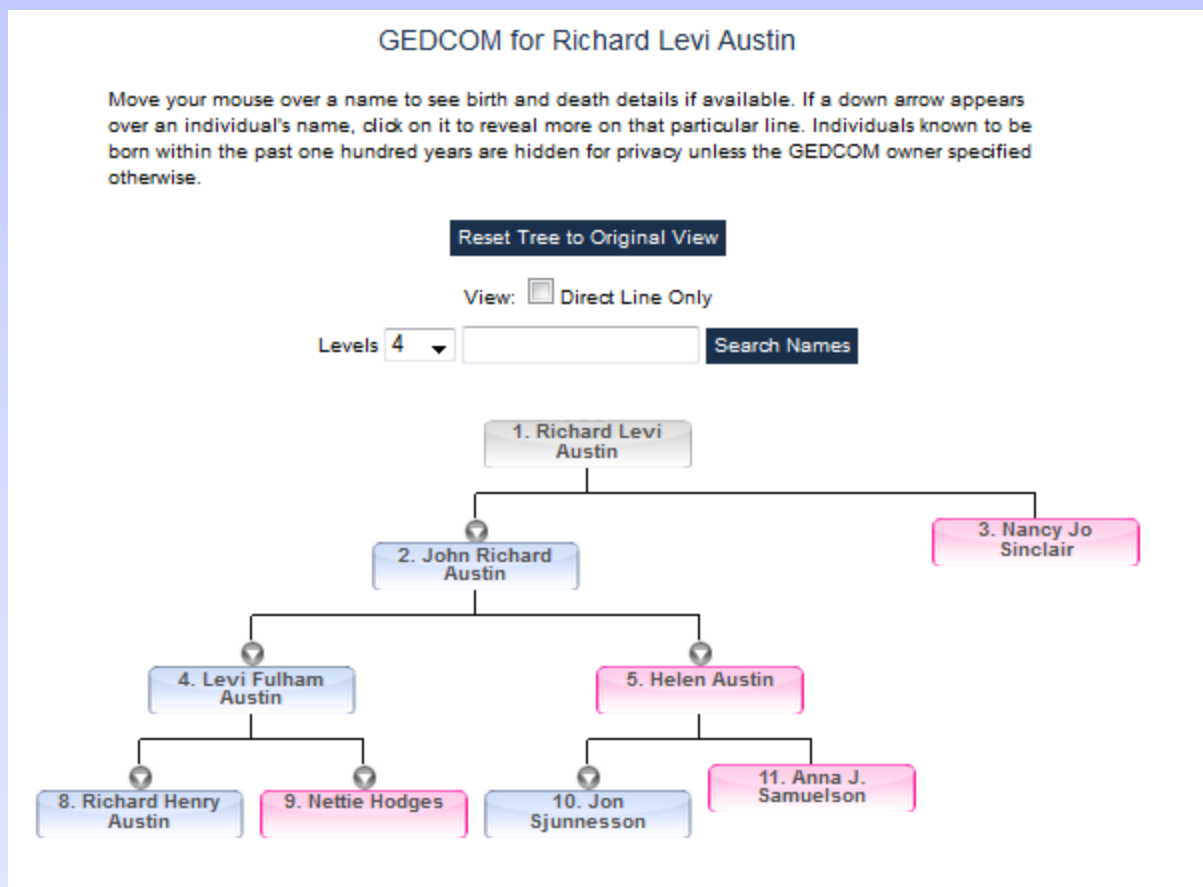 GEDCOM for Richard Levi Austin
Move your mouse over a name to see birth and death details if available. If a down arrow appears
over an individual's name, click on it to reveal more on that particular line. Individuals known to be
born within the past one hundred years are hidden for privacy unless the GEDCOM owner specified
otherwise.
Reset Tree to Original View
View: Direct Line Only
Levels 4 Search Names
1. Richard Levi
Austin
2. John Richard
Austin
3. Nancy Jo
Sinclair
4. Levi Fulham
Austin
5. Helen Austin
8. Richard Henry
Austin
9. Nettie Hodges
10. Jon
Sjunnesson
11. Anna J.
Samuelson